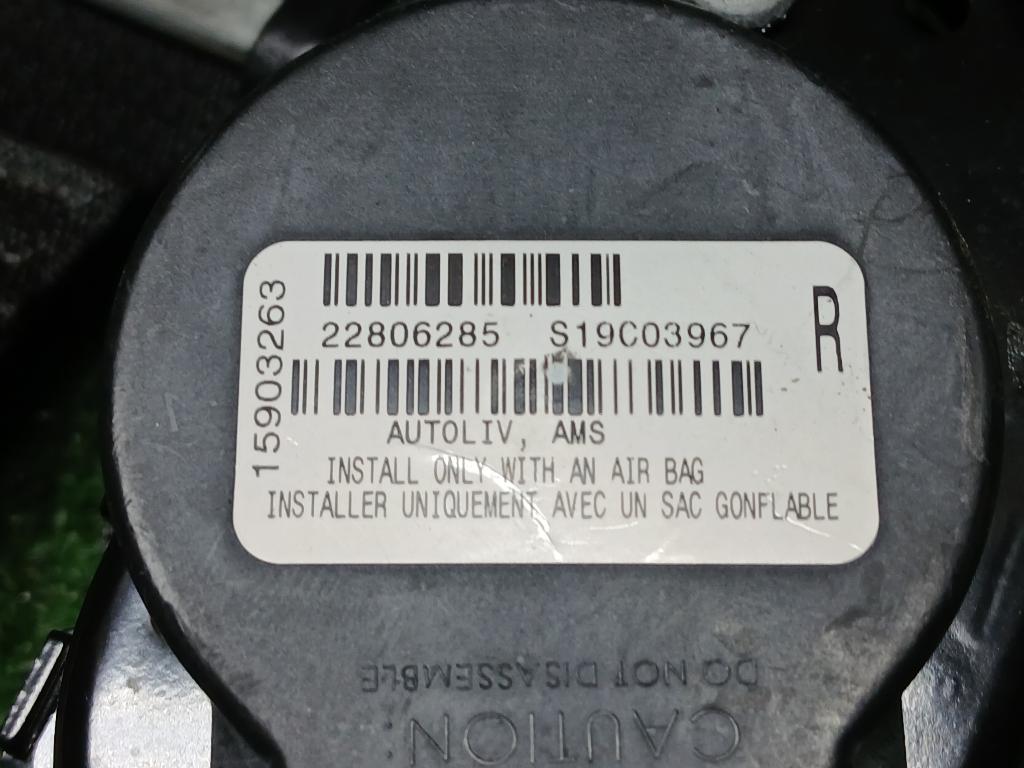 15903263
22806285 S19C03967
R
AUTOLIV, AMS
INSTALL ONLY WITH AN AIR BAG
INSTALLER UNIQUEMENT AVEC UN SAC GONFLABLE
CAUTION:
DO NOT DISASSEMBLE